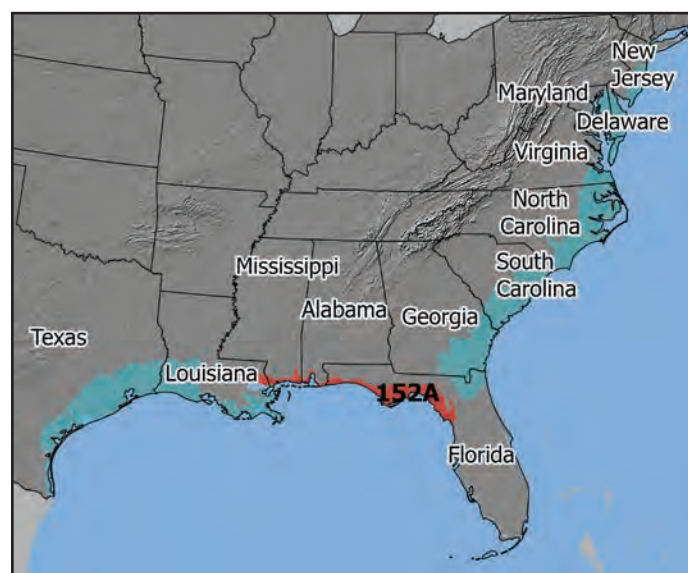 New
Jersey
Maryland
Delaware
Virginia
North
Carolina
Mississippi
South
Carolina
Alabama
Georgia
Texas
Louisiana
152A
Florida